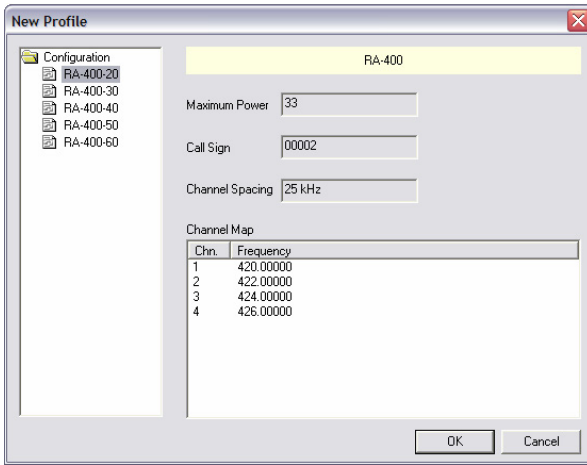 New Profile
Configuration
RA-400-20
RA-400-30
RA-400-40
RA-400-50
RA-400-60
RA-400
Maximum Power 33
Call Sign 00002
Channel Spacing 25 kHz
Channel Map
Chn. Frequency
1 420.00000
2 422.00000
3 424.00000
4 426.00000
OK Cancel